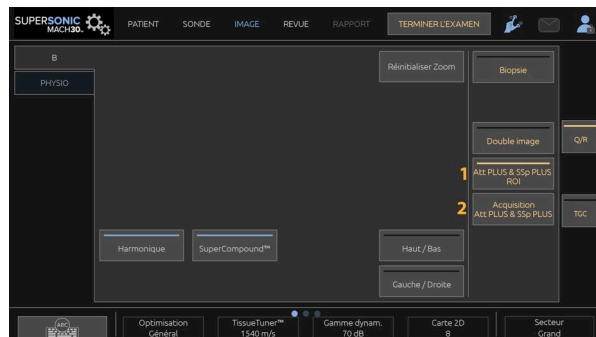 SUPERSONIC
MACH30.
PATIENT SONDE IMAGE REVUE RAPPORT TERMINER L'EXAMEN
B
PHYSIO
Réinitialiser Zoom
Biopsie
Double image
Q/R
1
Att PLUS & SSp PLUS
ROI
2
Acquisition
Att PLUS & SSp PLUS
TGC
Harmonique
SuperCompound™
Haut / Bas
Gauche / Droite
ABC
Optimisation
Général
TissueTuner™
1540 m/s
Gamme dynam.
70 dB
Carte 2D
8
Secteur
Grand